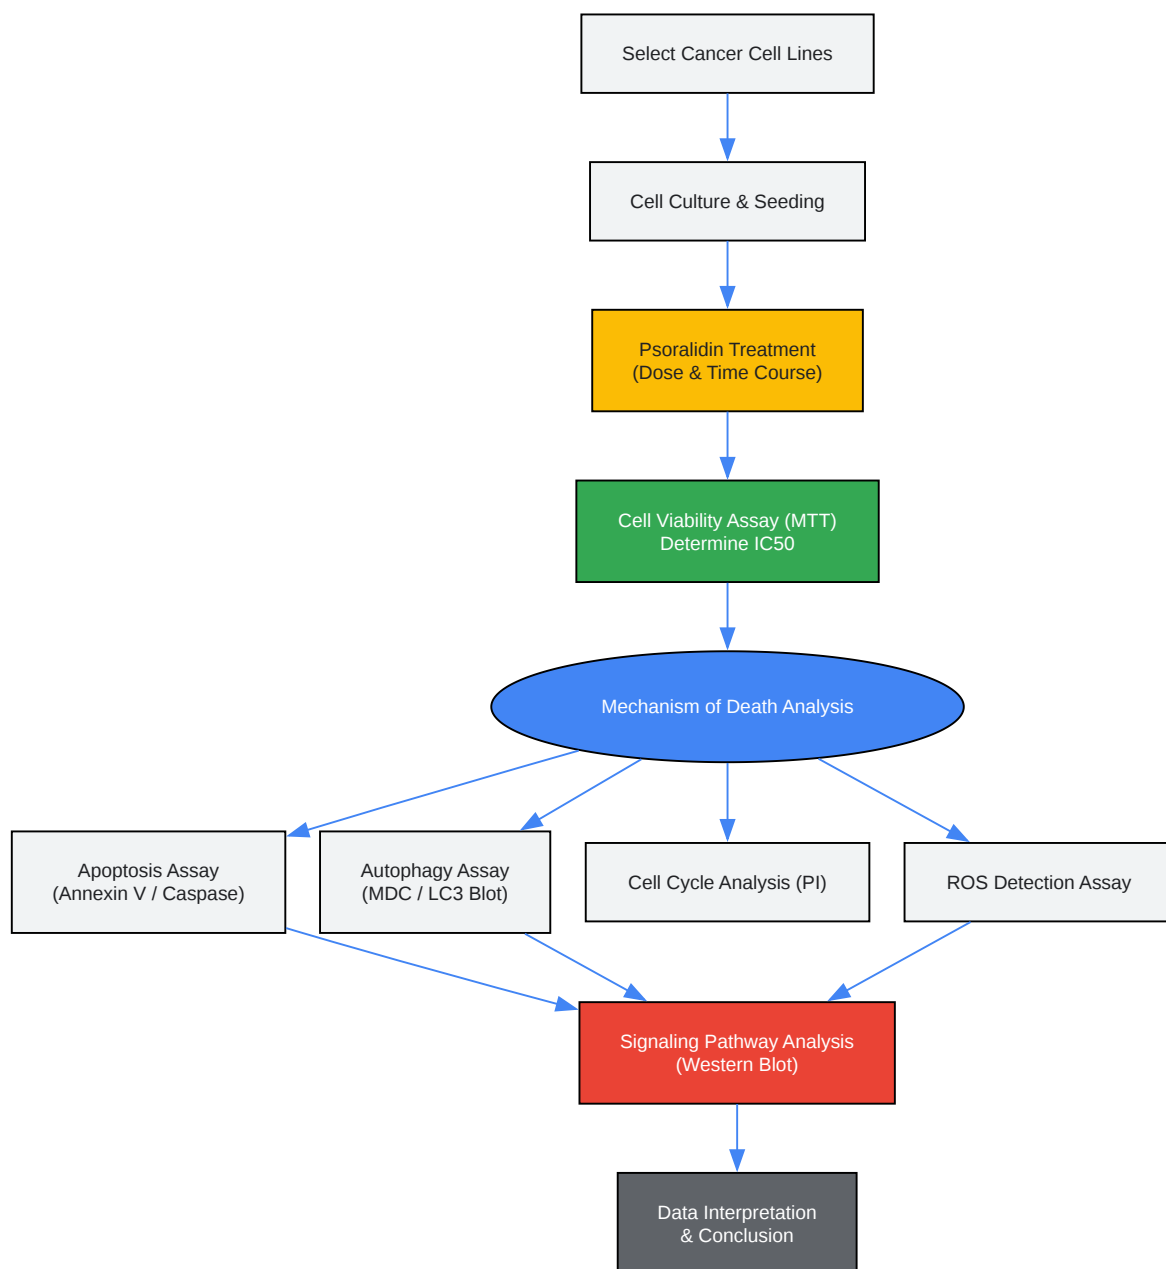 Select Cancer Cell Lines
Cell Culture & Seeding
Psoralidin Treatment
(Dose & Time Course)
Cell Viability Assay (MTT)
Determine IC50
Mechanism of Death Analysis
Apoptosis Assay
(Annexin V / Caspase)
Autophagy Assay
(MDC / LC3 Blot)
Cell Cycle Analysis (PI)
ROS Detection Assay
Signaling Pathway Analysis
(Western Blot)
Data Interpretation
& Conclusion